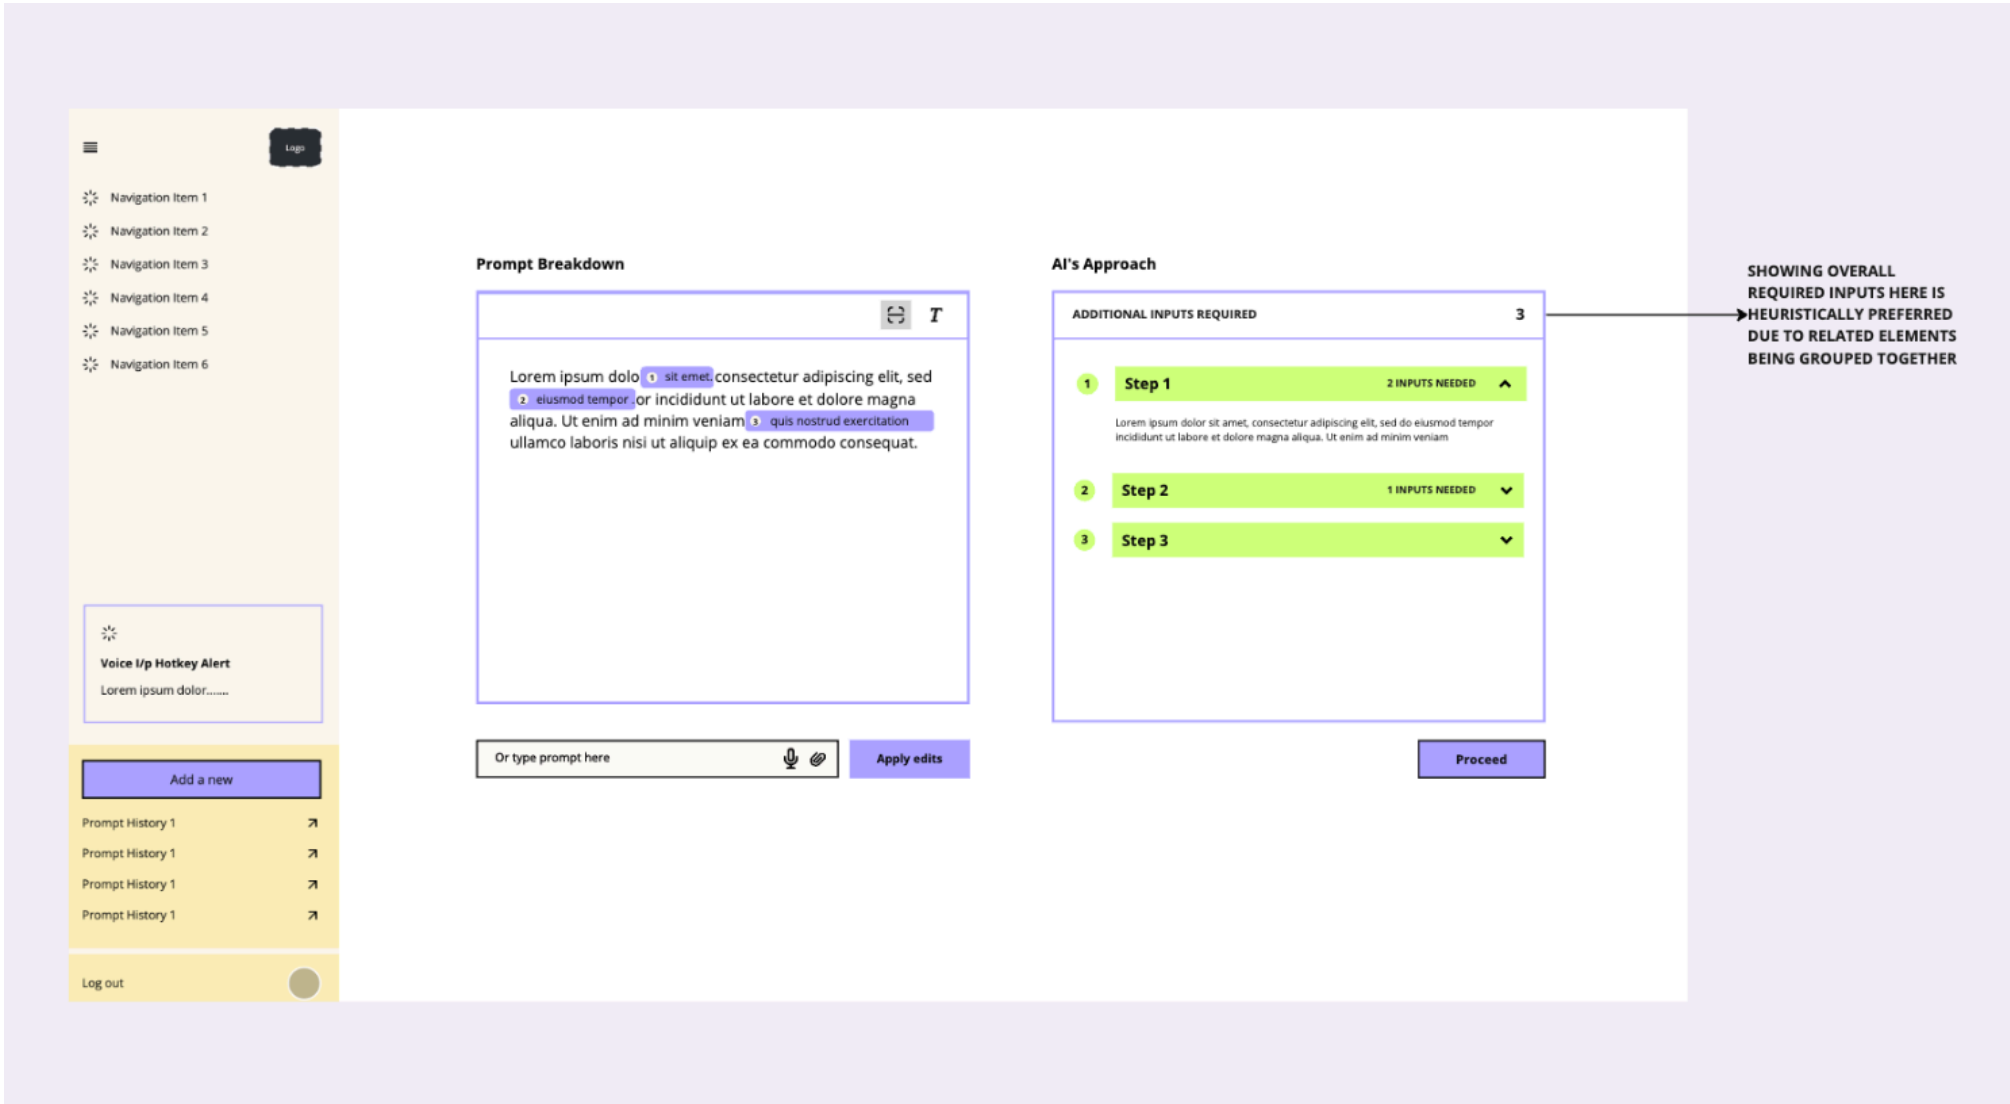 Logo
Navigation Item 1
Navigation Item 2
Navigation Item 3
Navigation Item 4
Navigation Item 5
Navigation Item 6
Voice I/p Hotkey Alert
Lorem ipsum dolor.......
Add a new
Prompt History 1
Prompt History 1
Prompt History 1
Prompt History 1
Log out
Prompt Breakdown
T
Lorem ipsum dolo 1 sit emet. consectetur adipiscing elit, sed
2 eiusmod tempor .or incididunt ut labore et dolore magna
aliqua. Ut enim ad minim veniam 3 quis nostrud exercitation
ullamco laboris nisi ut aliquip ex ea commodo consequat.
Or type prompt here
Apply edits
AI's Approach
ADDITIONAL INPUTS REQUIRED 3
1 Step 1 2 INPUTS NEEDED
Lorem ipsum dolor sit amet, consectetur adipiscing elit, sed do eiusmod tempor
incididunt ut labore et dolore magna aliqua. Ut enim ad minim veniam
2 Step 2 1 INPUTS NEEDED
3 Step 3
Proceed
SHOWING OVERALL
REQUIRED INPUTS HERE IS
HEURISTICALLY PREFERRED
DUE TO RELATED ELEMENTS
BEING GROUPED TOGETHER